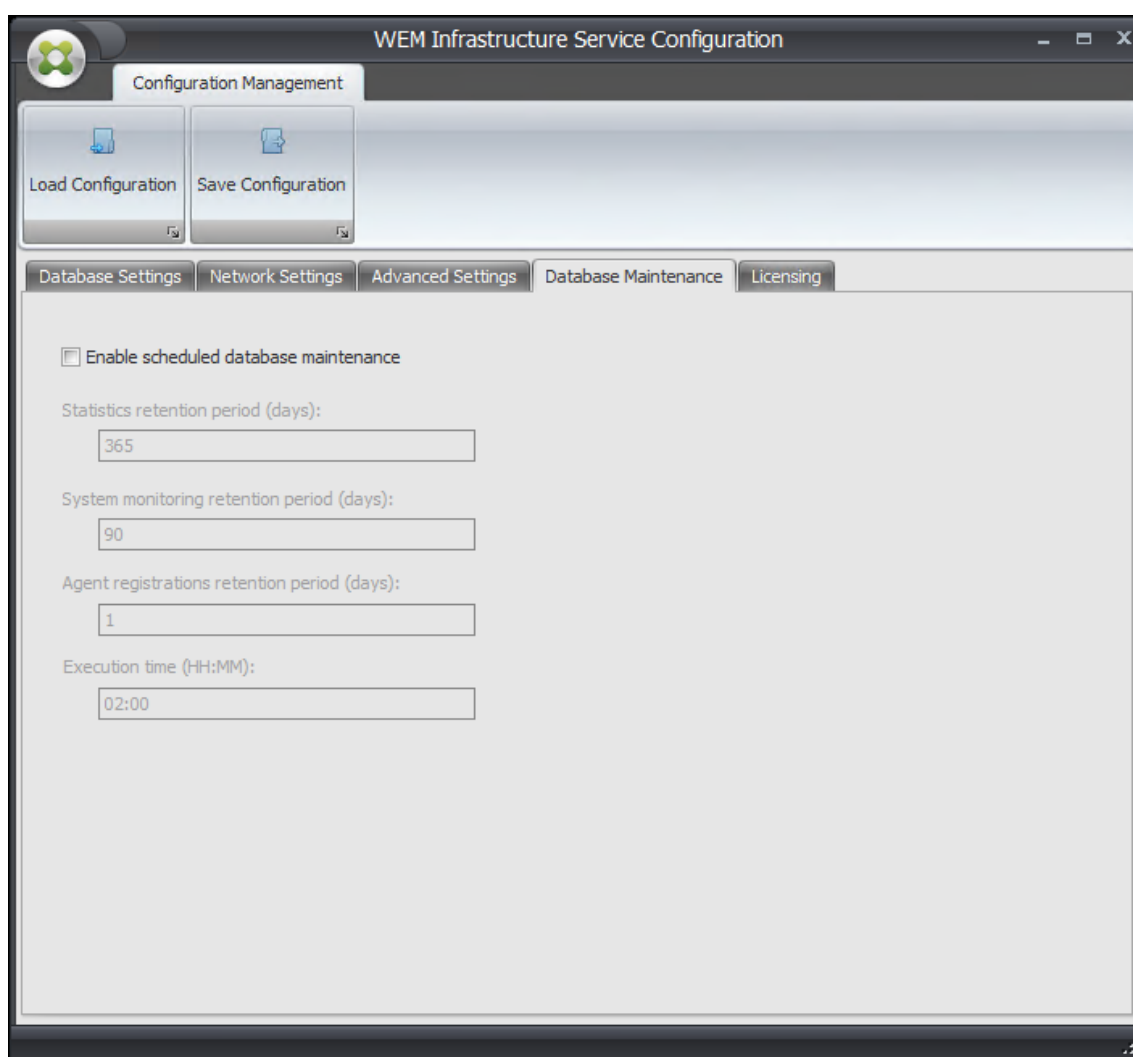 WEM Infrastructure Service Configuration
Configuration Management
Load Configuration Save Configuration
Database Settings Network Settings Advanced Settings Database Maintenance Licensing
Enable scheduled database maintenance
Statistics retention period (days):
365
System monitoring retention period (days):
90
Agent registrations retention period (days):
1
Execution time (HH:MM):
02:00